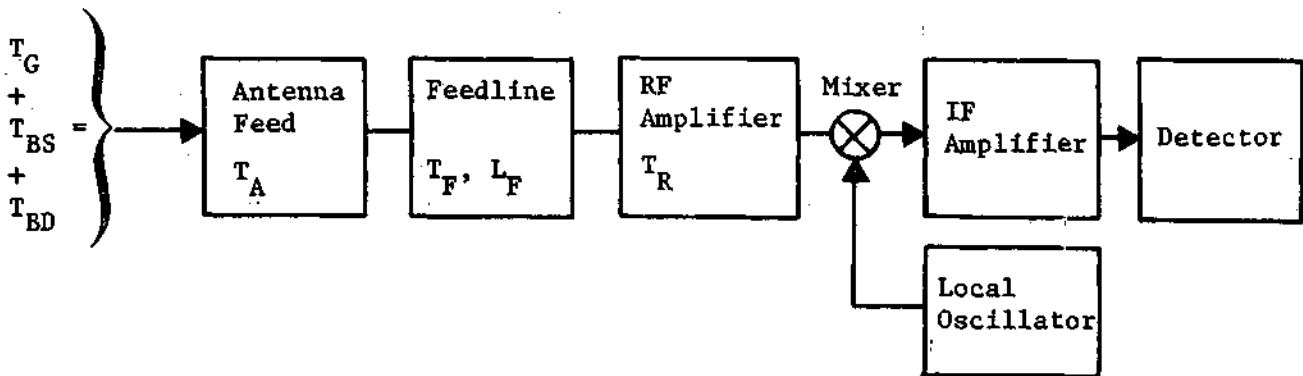 T_G
+
T_BS =
+
T_BD
Antenna
Feed
T_A
Feedline
T_F, L_F
RF
Amplifier
T_R
Mixer
IF
Amplifier
Detector
Local
Oscillator